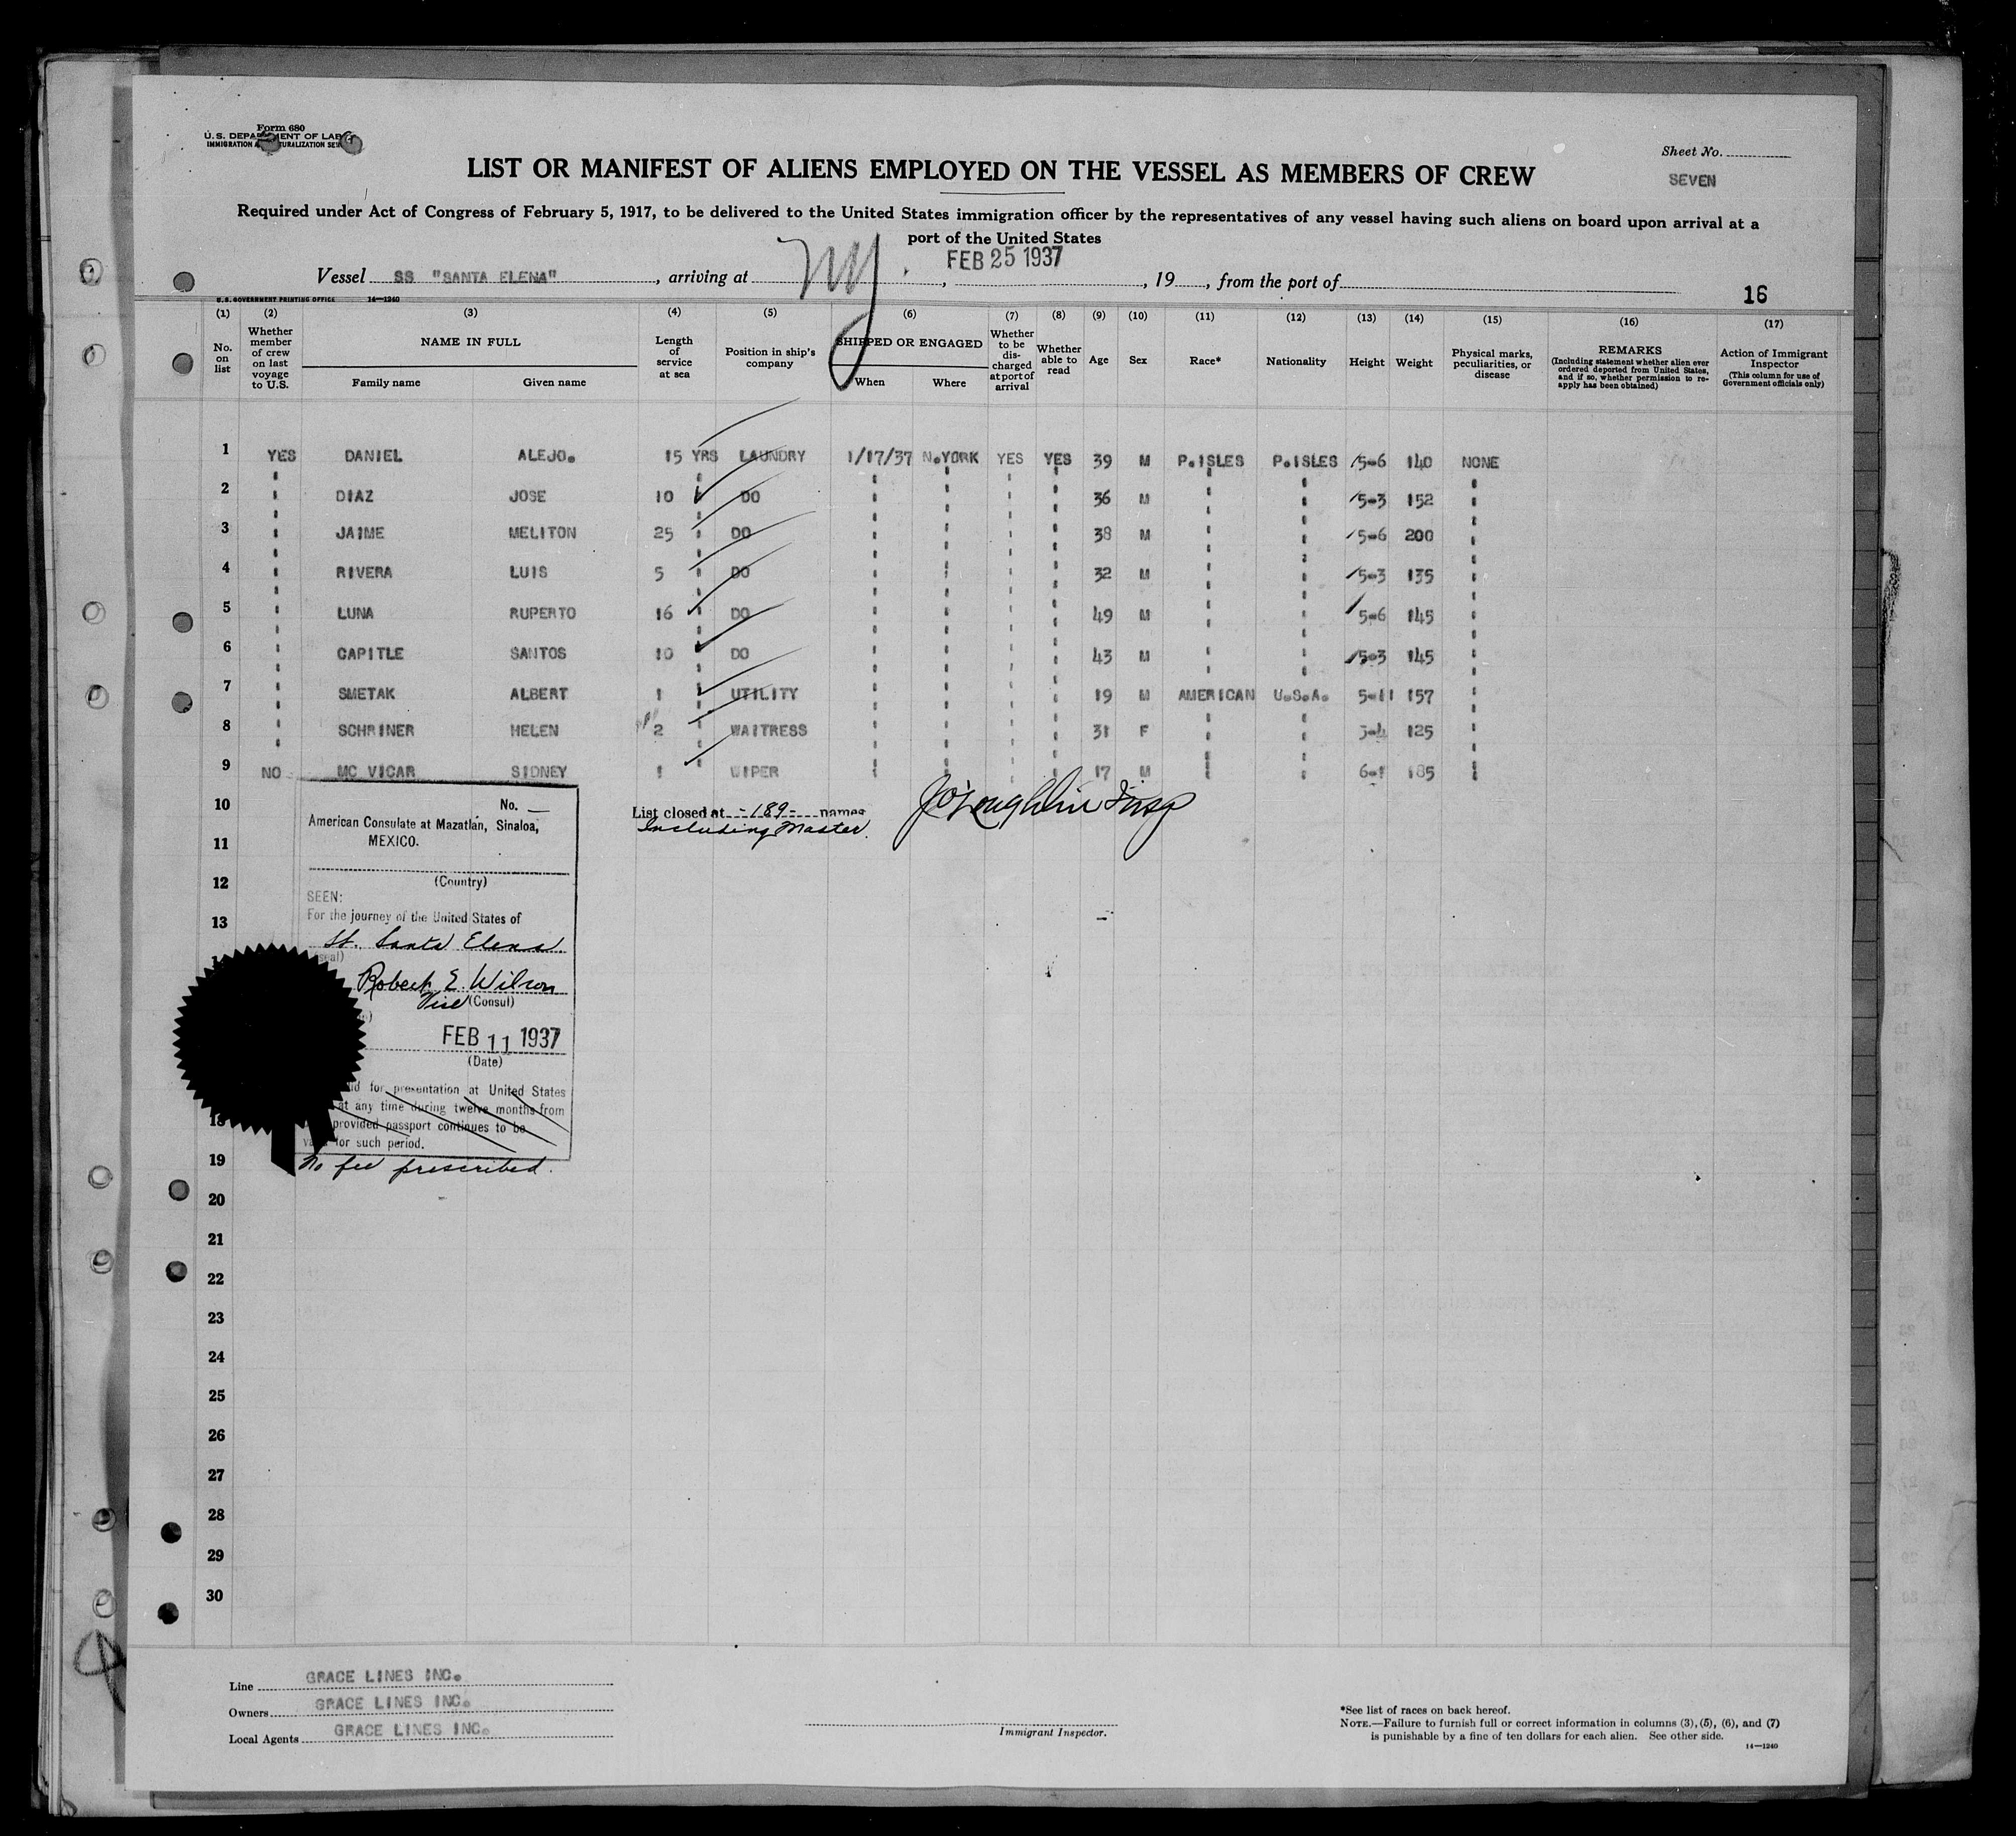 Form 680
U.S. DEPARTMENT OF LABOR
IMMIGRATION NATURALIZATION SERVICE
LIST OR MANIFEST OF ALIENS EMPLOYED ON THE VESSEL AS MEMBERS OF CREW
Sheet No.
SEVEN
Required under Act of Congress of February 5, 1917, to be delivered to the United States immigration officer by the representatives of any vessel having such aliens on board upon arrival at a
port of the United States
Vessel SS "SANTA ELENA", arriving at NY, FEB 25 1937, 19, from the port of
16
U.S. GOVERNMENT PRINTING OFFICE 14—1240
(1) (2) (3) (4) (5) (6) (7) (8) (9) (10) (11) (12) (13) (14) (15) (16) (17)
No. on list
Whether member of crew on last voyage to U.S.
NAME IN FULL
Family name Given name
Length of service at sea
Position in ship's company
SHIPPED OR ENGAGED
When Where
Whether to be discharged at port of arrival
Whether able to read
Age
Sex
Race*
Nationality
Height
Weight
Physical marks, peculiarities, or disease
REMARKS
(Including statement whether alien ever ordered deported from United States, and if so, whether permission to re-apply has been obtained)
Action of Immigrant Inspector
(This column for use of Government officials only)
1 YES DANIEL ALEJO. 15 YRS LAUNDRY 1/17/37 N.YORK YES YES 39 M P.ISLES P.ISLES 5-6 140 NONE
2 " DIAZ JOSE 10 " DO " " " " 36 M " " 5-3 152 "
3 " JAIME MELITON 25 " DO " " " " 38 M " " 5-6 200 "
4 " RIVERA LUIS 5 " DO " " " " 32 M " " 5-3 135 "
5 " LUNA RUPERTO 16 " DO " " " " 49 M " " 5-6 145 "
6 " CAPITLE SANTOS 10 " DO " " " " 43 M " " 5-3 145 "
7 " SMETAK ALBERT 1 " UTILITY " " " " 19 M AMERICAN U.S.A. 5-11 157 "
8 " SCHRINER HELEN 2 " WAITRESS " " " " 31 F " " 5-4 125 "
9 NO MC VICAR SIDNEY 1 " WIPER " " " " 17 M " " 6-1 185 "
10
11
12
13
18
19
20
21
22
23
24
25
26
27
28
29
30
No. —
American Consulate at Mazatlán, Sinaloa,
MEXICO.
(Country)
SEEN:
For the journey of the United States of
St. Santa Elena.
(seal)
Robert E. Wilson
Vice (Consul)
FEB 11 1937
(Date)
for presentation at United States
at any time during twelve months from
provided passport continues to be
for such period.
No fee prescribed.
List closed at -189- names
Including Master.
J O'Loughlin Insp
Line GRACE LINES INC.
Owners GRACE LINES INC.
Local Agents GRACE LINES INC.
Immigrant Inspector.
*See list of races on back hereof.
NOTE.—Failure to furnish full or correct information in columns (3), (5), (6), and (7)
is punishable by a fine of ten dollars for each alien. See other side.
14—1240